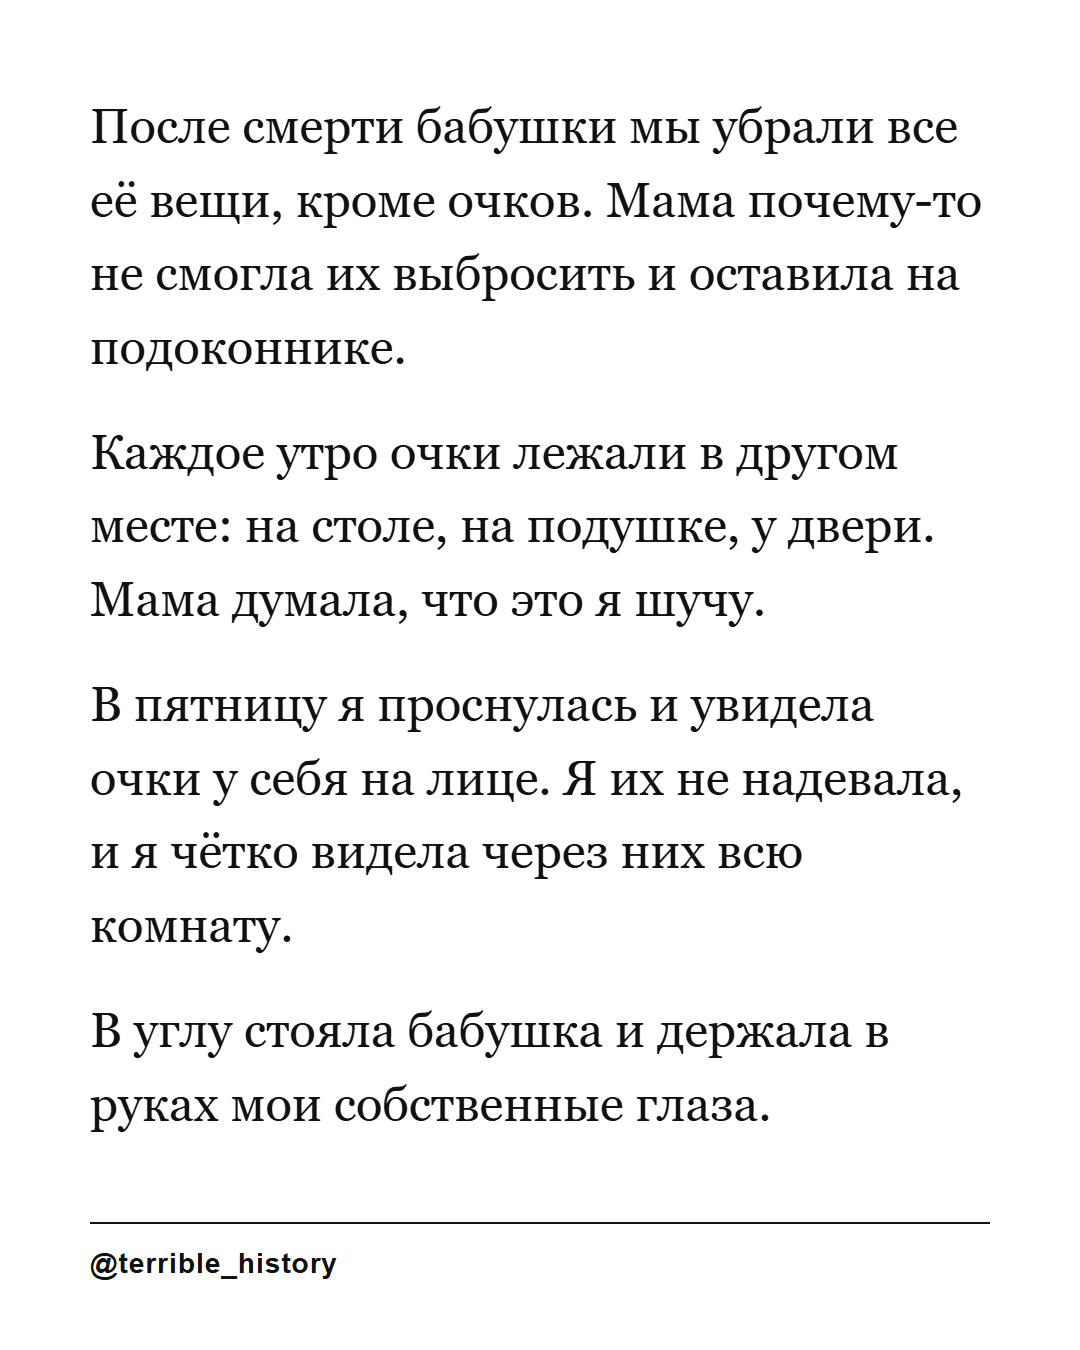 После смерти бабушки мы убрали все
её вещи, кроме очков. Мама почему-то
не смогла их выбросить и оставила на
подоконнике.
Каждое утро очки лежали в другом
месте: на столе, на подушке, у двери.
Мама думала, что это я шучу.
В пятницу я проснулась и увидела
очки у себя на лице. Я их не надевала,
и я чётко видела через них всю
комнату.
В углу стояла бабушка и держала в
руках мои собственные глаза.
@terrible_history